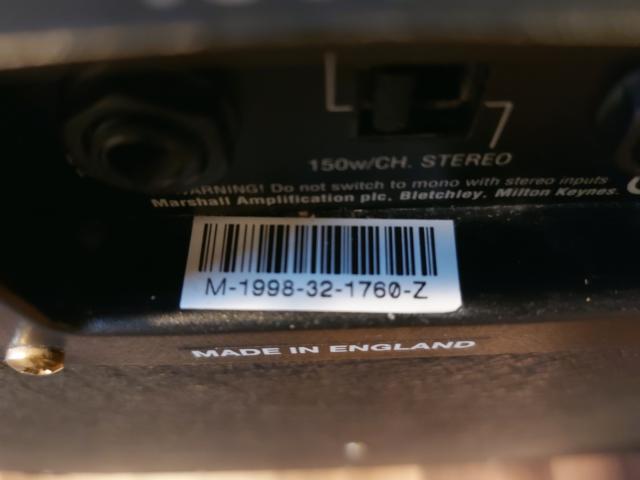 150w/CH. STEREO
WARNING! Do not switch to mono with stereo inputs
Marshall Amplification plc, Bletchley, Milton Keynes.
M-1998-32-1760-Z
MADE IN ENGLAND